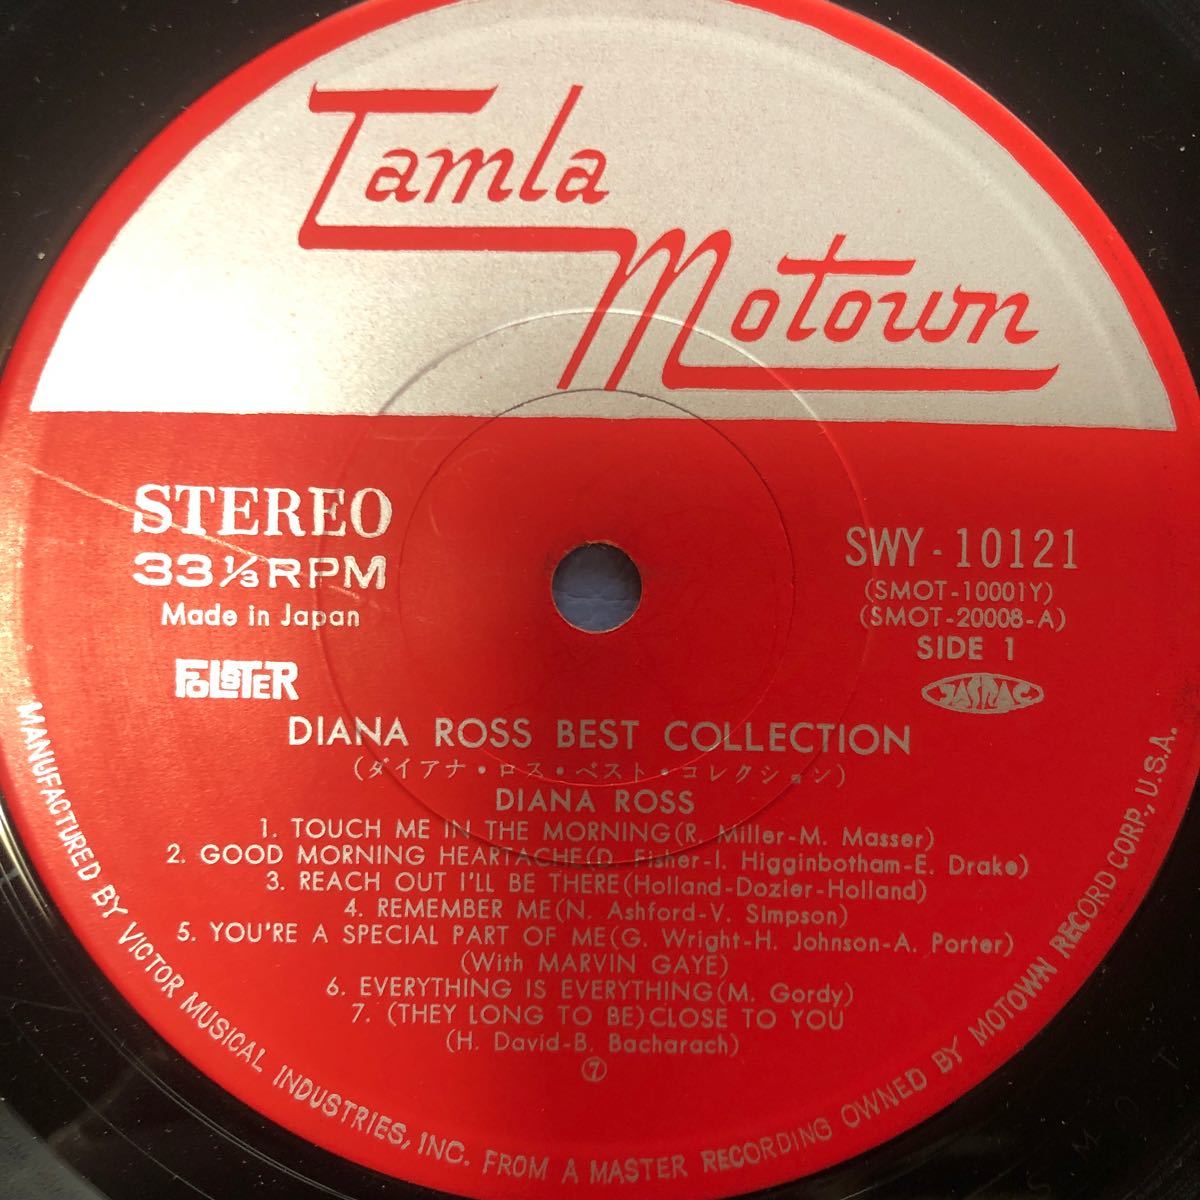 Tamla
Motown
STEREO
33⅓RPM
Made in Japan
FOLSTER
SWY-10121
(SMOT-10001Y)
(SMOT-20008-A)
SIDE 1
JASRAC
DIANA ROSS BEST COLLECTION
(ダイアナ・ロス・ベスト・コレクション)
DIANA ROSS
1. TOUCH ME IN THE MORNING(R. Miller-M. Masser)
2. GOOD MORNING HEARTACHE(D. Fisher-I. Higginbotham-E. Drake)
3. REACH OUT I'LL BE THERE(Holland-Dozier-Holland)
4. REMEMBER ME(N. Ashford-V. Simpson)
5. YOU'RE A SPECIAL PART OF ME(G. Wright-H. Johnson-A. Porter)
(With MARVIN GAYE)
6. EVERYTHING IS EVERYTHING(M. Gordy)
7. (THEY LONG TO BE)CLOSE TO YOU
(H. David-B. Bacharach)
⑦
MANUFACTURED BY VICTOR MUSICAL INDUSTRIES, INC. FROM A MASTER RECORDING OWNED BY MOTOWN RECORD CORP., U.S.A.